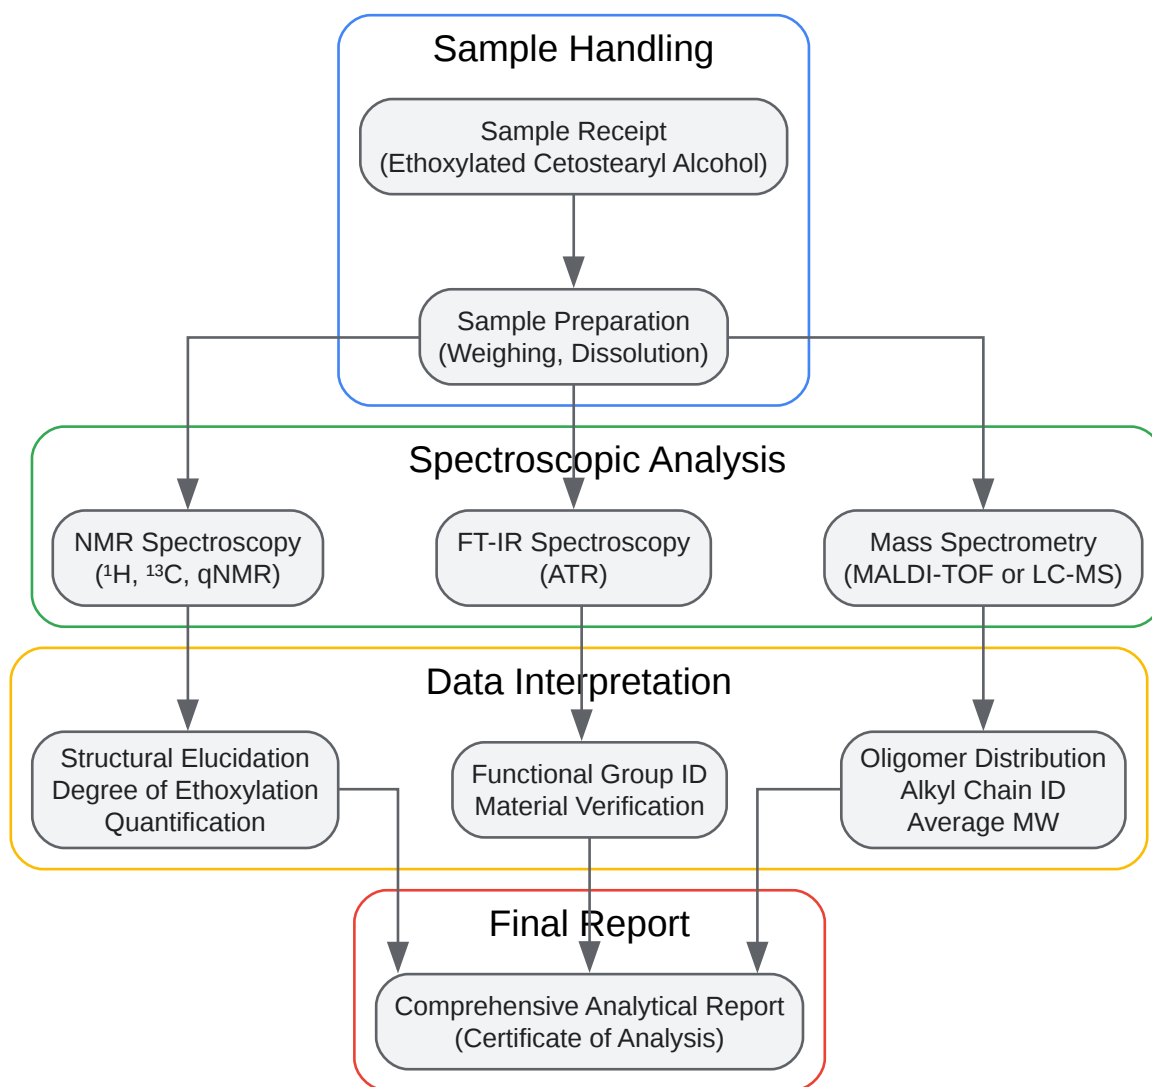 Sample Handling
Sample Receipt
(Ethoxylated Cetostearyl Alcohol)
Sample Preparation
(Weighing, Dissolution)
Spectroscopic Analysis
NMR Spectroscopy
(¹H, ¹³C, qNMR)
FT-IR Spectroscopy
(ATR)
Mass Spectrometry
(MALDI-TOF or LC-MS)
Data Interpretation
Structural Elucidation
Degree of Ethoxylation
Quantification
Functional Group ID
Material Verification
Oligomer Distribution
Alkyl Chain ID
Average MW
Final Report
Comprehensive Analytical Report
(Certificate of Analysis)